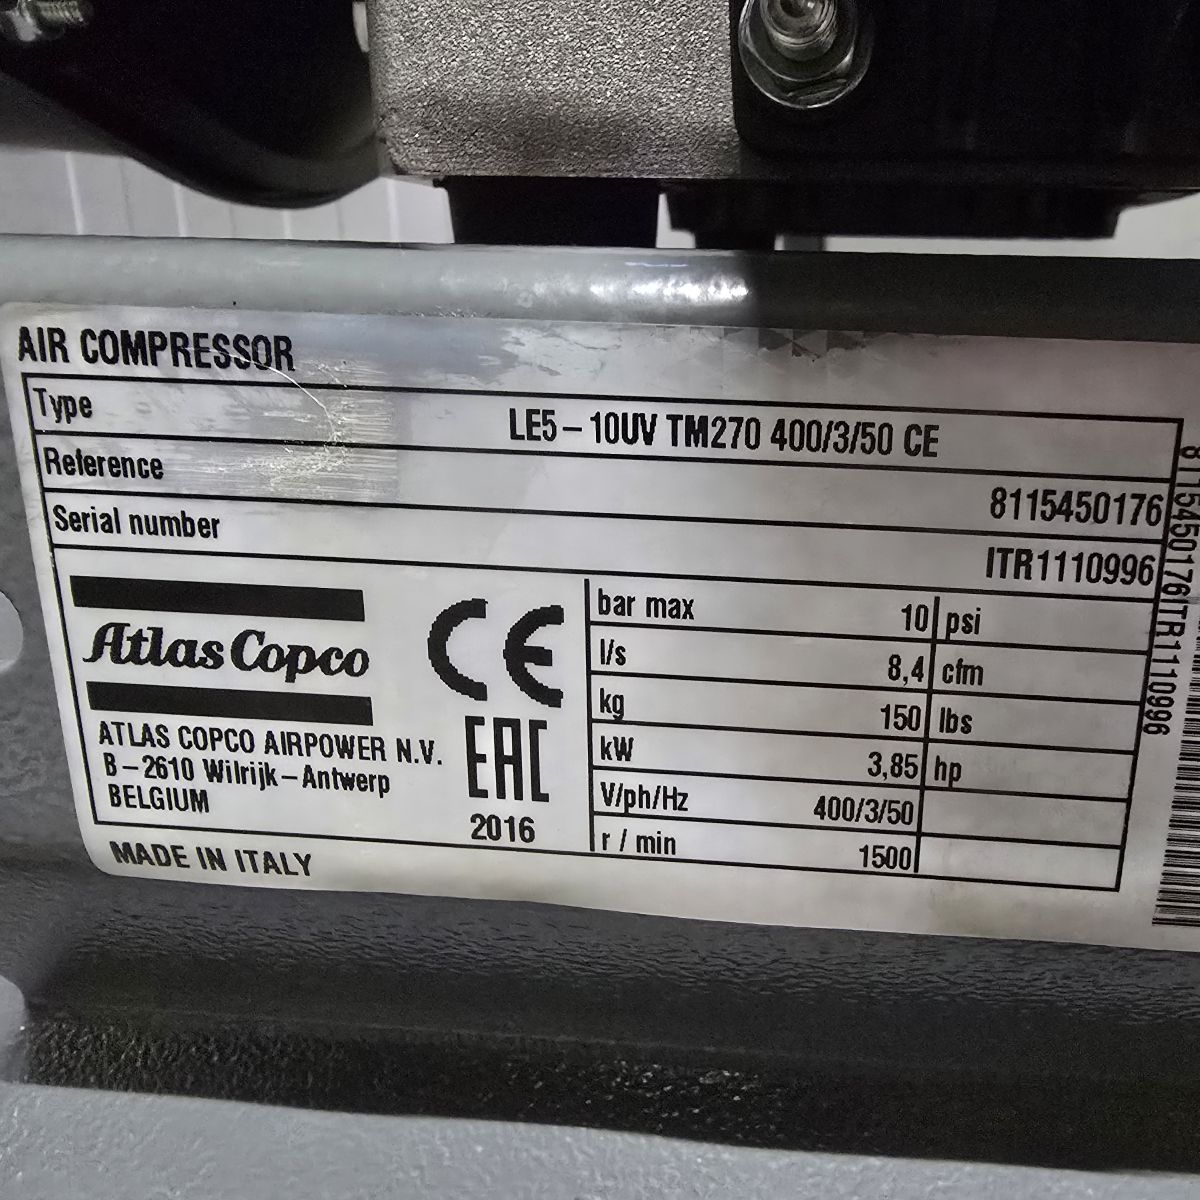 AIR COMPRESSOR
Type LE5-10UV TM270 400/3/50 CE
Reference 8115450176
Serial number ITR1110996
Atlas Copco
CE
EAC
2016
ATLAS COPCO AIRPOWER N.V.
B-2610 Wilrijk-Antwerp
BELGIUM
bar max 10 psi
l/s 8,4 cfm
kg 150 lbs
kW 3,85 hp
V/ph/Hz 400/3/50
r / min 1500
MADE IN ITALY
8115450176ITR1110996